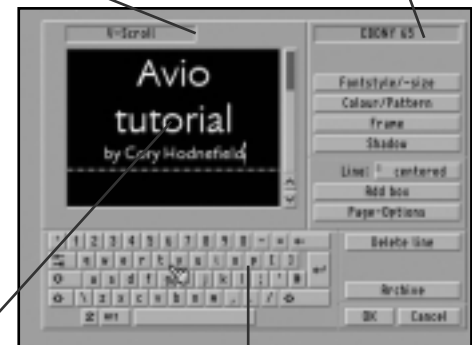 V-Scroll
EBONY 65
Avio
tutorial
by Cory Hodnefield
Fontstyle/-size
Colour/Pattern
Frame
Shadow
Line: centered
Add box
Page-Options
Delete line
Archive
OK Cancel
1 2 3 4 5 6 7 8 9 0 - =
q w e r t y u i o p [ ]
a s d f j k l ; '
\ z x c v b n m , . /